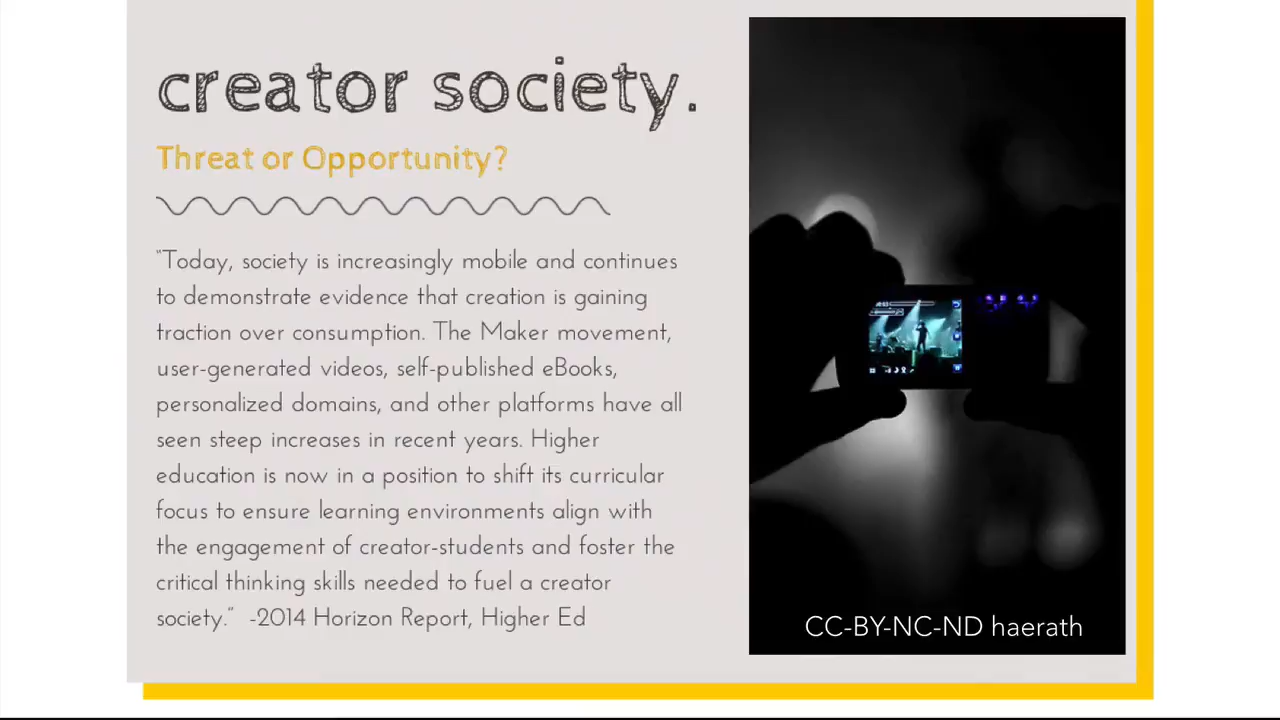 creator society.
Threat or Opportunity?
"Today, society is increasingly mobile and continues
to demonstrate evidence that creation is gaining
traction over consumption. The Maker movement,
user-generated videos, self-published eBooks,
personalized domains, and other platforms have all
seen steep increases in recent years. Higher
education is now in a position to shift its curricular
focus to ensure learning environments align with
the engagement of creator-students and foster the
critical thinking skills needed to fuel a creator
society." -2014 Horizon Report, Higher Ed
CC-BY-NC-ND haerath